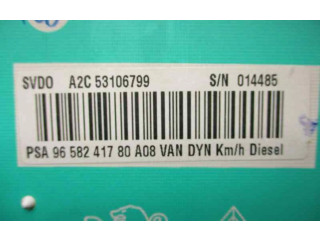 SVDO A2C 53106799 S/N 014485
PSA 96 582 417 80 A08 VAN DYN Km/h Diesel